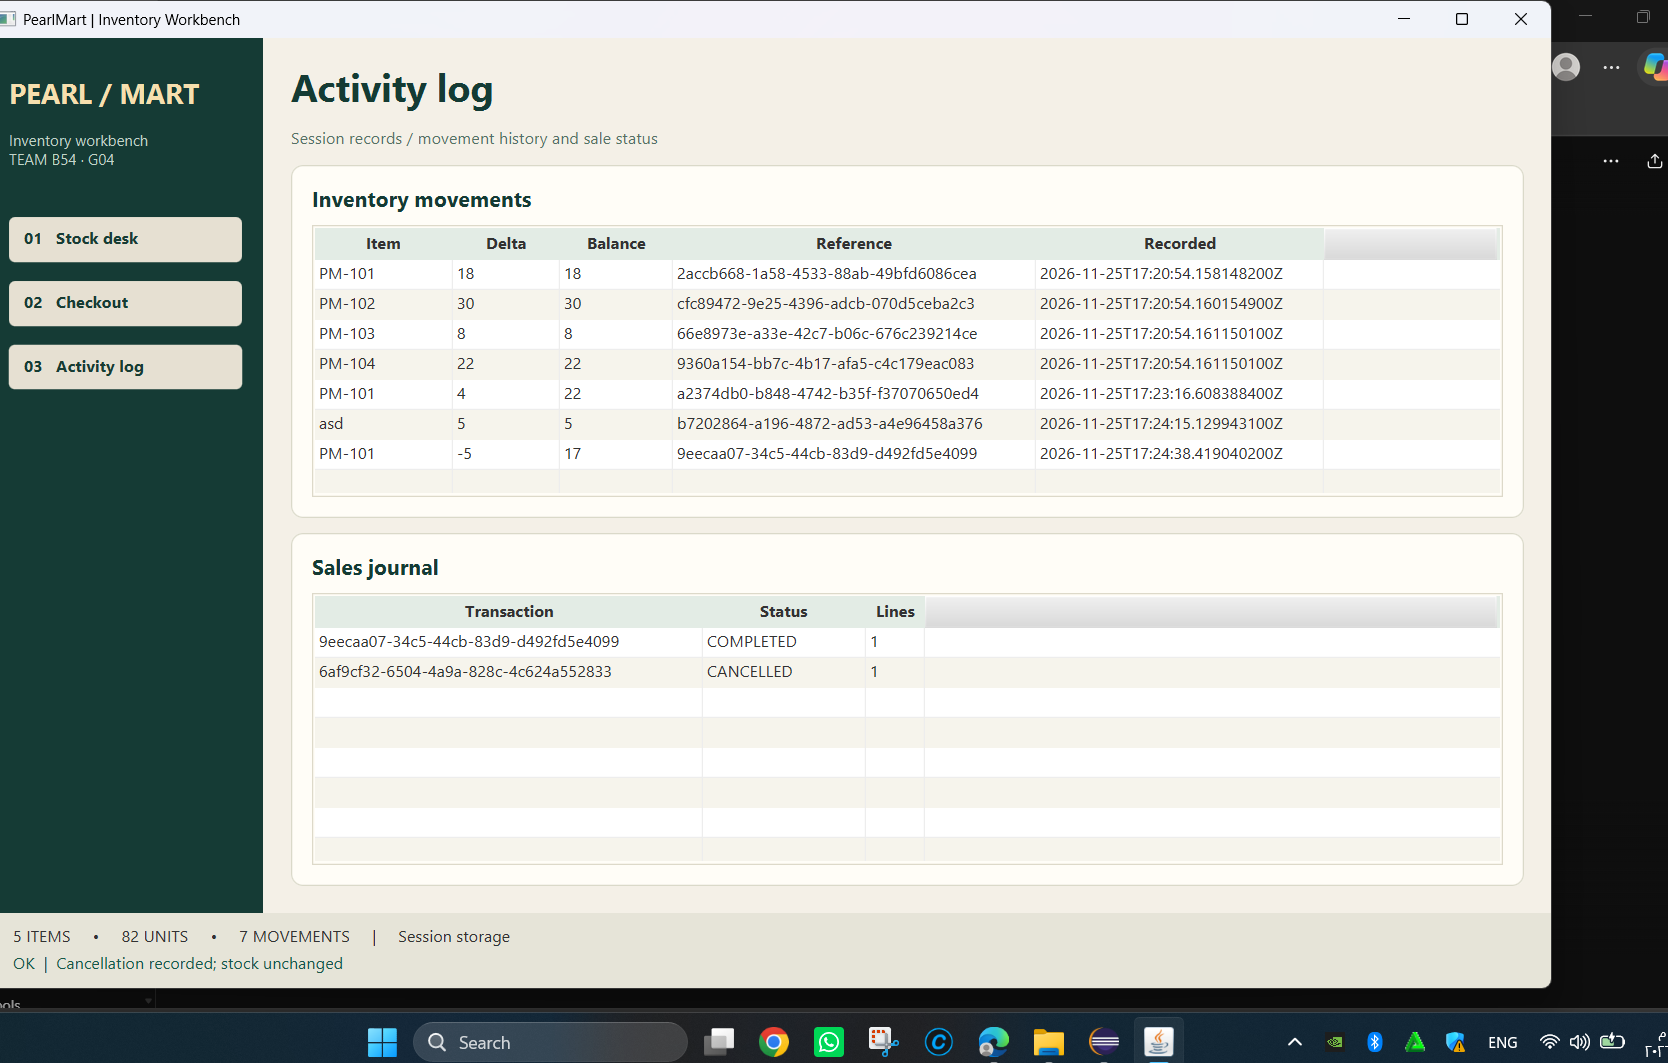 PearlMart | Inventory Workbench
PEARL / MART
Inventory workbench
TEAM B54 · G04
01 Stock desk
02 Checkout
03 Activity log
Activity log
Session records / movement history and sale status
Inventory movements
Item Delta Balance Reference Recorded
PM-101 18 18 2accb668-1a58-4533-88ab-49bfd6086cea 2026-11-25T17:20:54.158148200Z
PM-102 30 30 cfc89472-9e25-4396-adcb-070d5ceba2c3 2026-11-25T17:20:54.160154900Z
PM-103 8 8 66e8973e-a33e-42c7-b06c-676c239214ce 2026-11-25T17:20:54.161150100Z
PM-104 22 22 9360a154-bb7c-4b17-afa5-c4c179eac083 2026-11-25T17:20:54.161150100Z
PM-101 4 22 a2374db0-b848-4742-b35f-f37070650ed4 2026-11-25T17:23:16.608388400Z
asd 5 5 b7202864-a196-4872-ad53-a4e96458a376 2026-11-25T17:24:15.129943100Z
PM-101 -5 17 9eecaa07-34c5-44cb-83d9-d492fd5e4099 2026-11-25T17:24:38.419040200Z
Sales journal
Transaction Status Lines
9eecaa07-34c5-44cb-83d9-d492fd5e4099 COMPLETED 1
6af9cf32-6504-4a9a-828c-4c624a552833 CANCELLED 1
5 ITEMS • 82 UNITS • 7 MOVEMENTS | Session storage
OK | Cancellation recorded; stock unchanged
Search
ENG